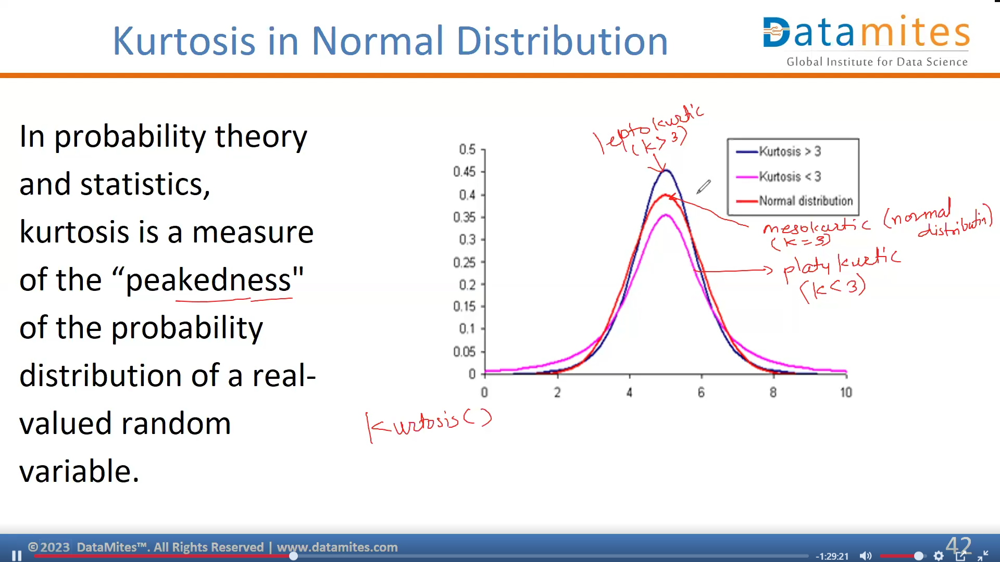 Kurtosis in Normal Distribution
Datamites
Global Institute for Data Science
In probability theory
and statistics,
kurtosis is a measure
of the “peakedness"
of the probability
distribution of a real-
valued random
variable.
leptokurtic
(k > 3)
0.5
0.45
0.4
0.35
0.3
0.25
0.2
0.15
0.1
0.05
0
0 2 4 6 8 10
Kurtosis > 3
Kurtosis < 3
Normal distribution
mesokurtic (normal
distribution)
(k = 3)
platykurtic
(k < 3)
Kurtosis()
©2023 DataMites™. All Rights Reserved | www.datamites.com
42
-1:29:21